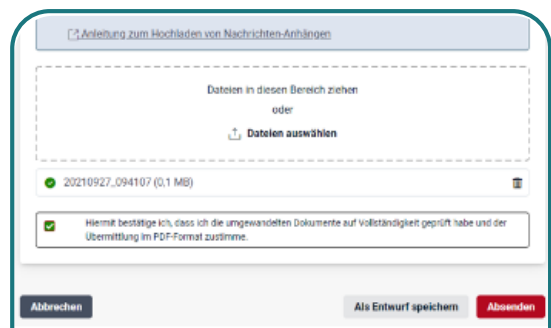 Anleitung zum Hochladen von Nachrichten-Anhängen
Dateien in diesen Bereich ziehen
oder
Dateien auswählen
20210927_094107 (0,1 MB)
Hiermit bestätige ich, dass ich die umgewandelten Dokumente auf Vollständigkeit geprüft habe und der
Übermittlung im PDF-Format zustimme.
Abbrechen
Als Entwurf speichern
Absenden